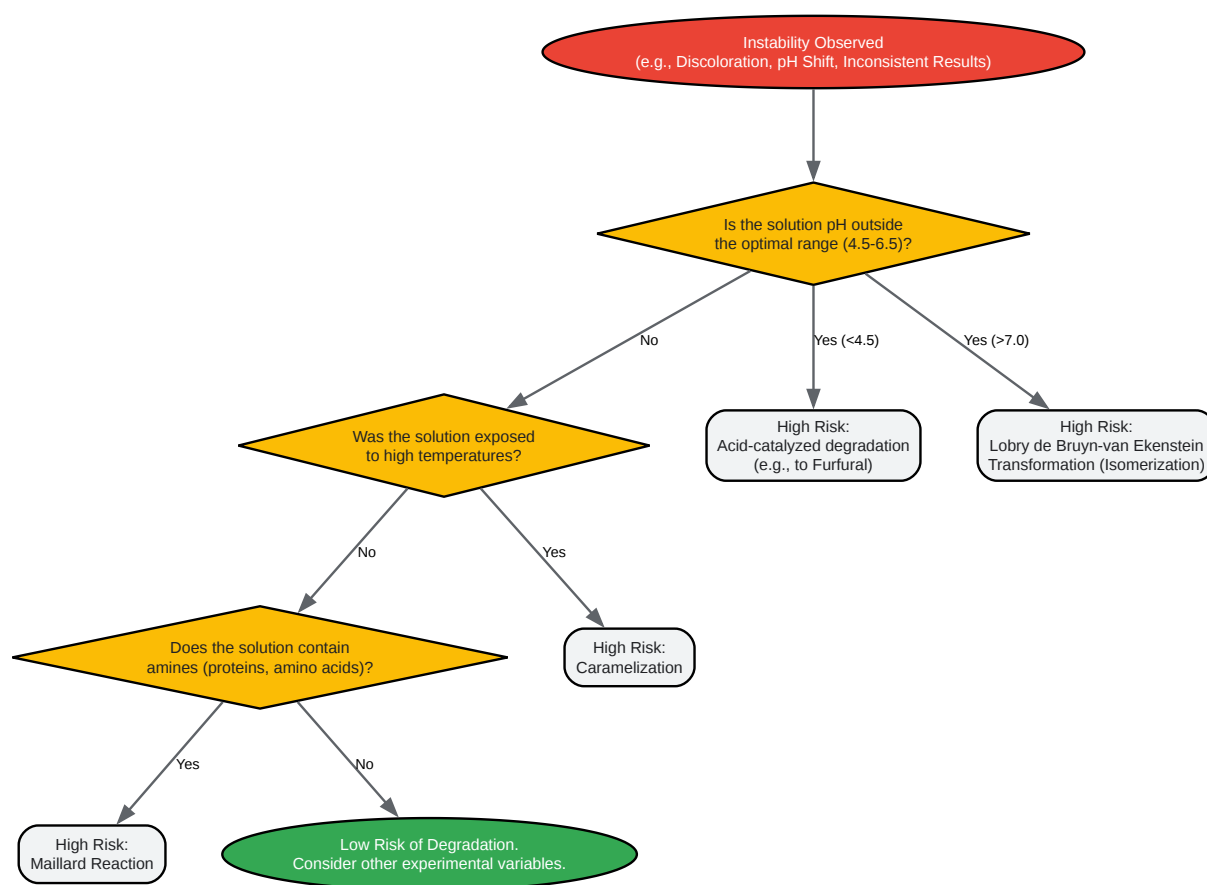 Instability Observed
(e.g., Discoloration, pH Shift, Inconsistent Results)
Is the solution pH outside
the optimal range (4.5-6.5)?
No
Yes (<4.5)
Yes (>7.0)
Was the solution exposed
to high temperatures?
High Risk:
Acid-catalyzed degradation
(e.g., to Furfural)
High Risk:
Lobry de Bruyn-van Ekenstein
Transformation (Isomerization)
No
Yes
Does the solution contain
amines (proteins, amino acids)?
High Risk:
Caramelization
Yes
No
High Risk:
Maillard Reaction
Low Risk of Degradation.
Consider other experimental variables.